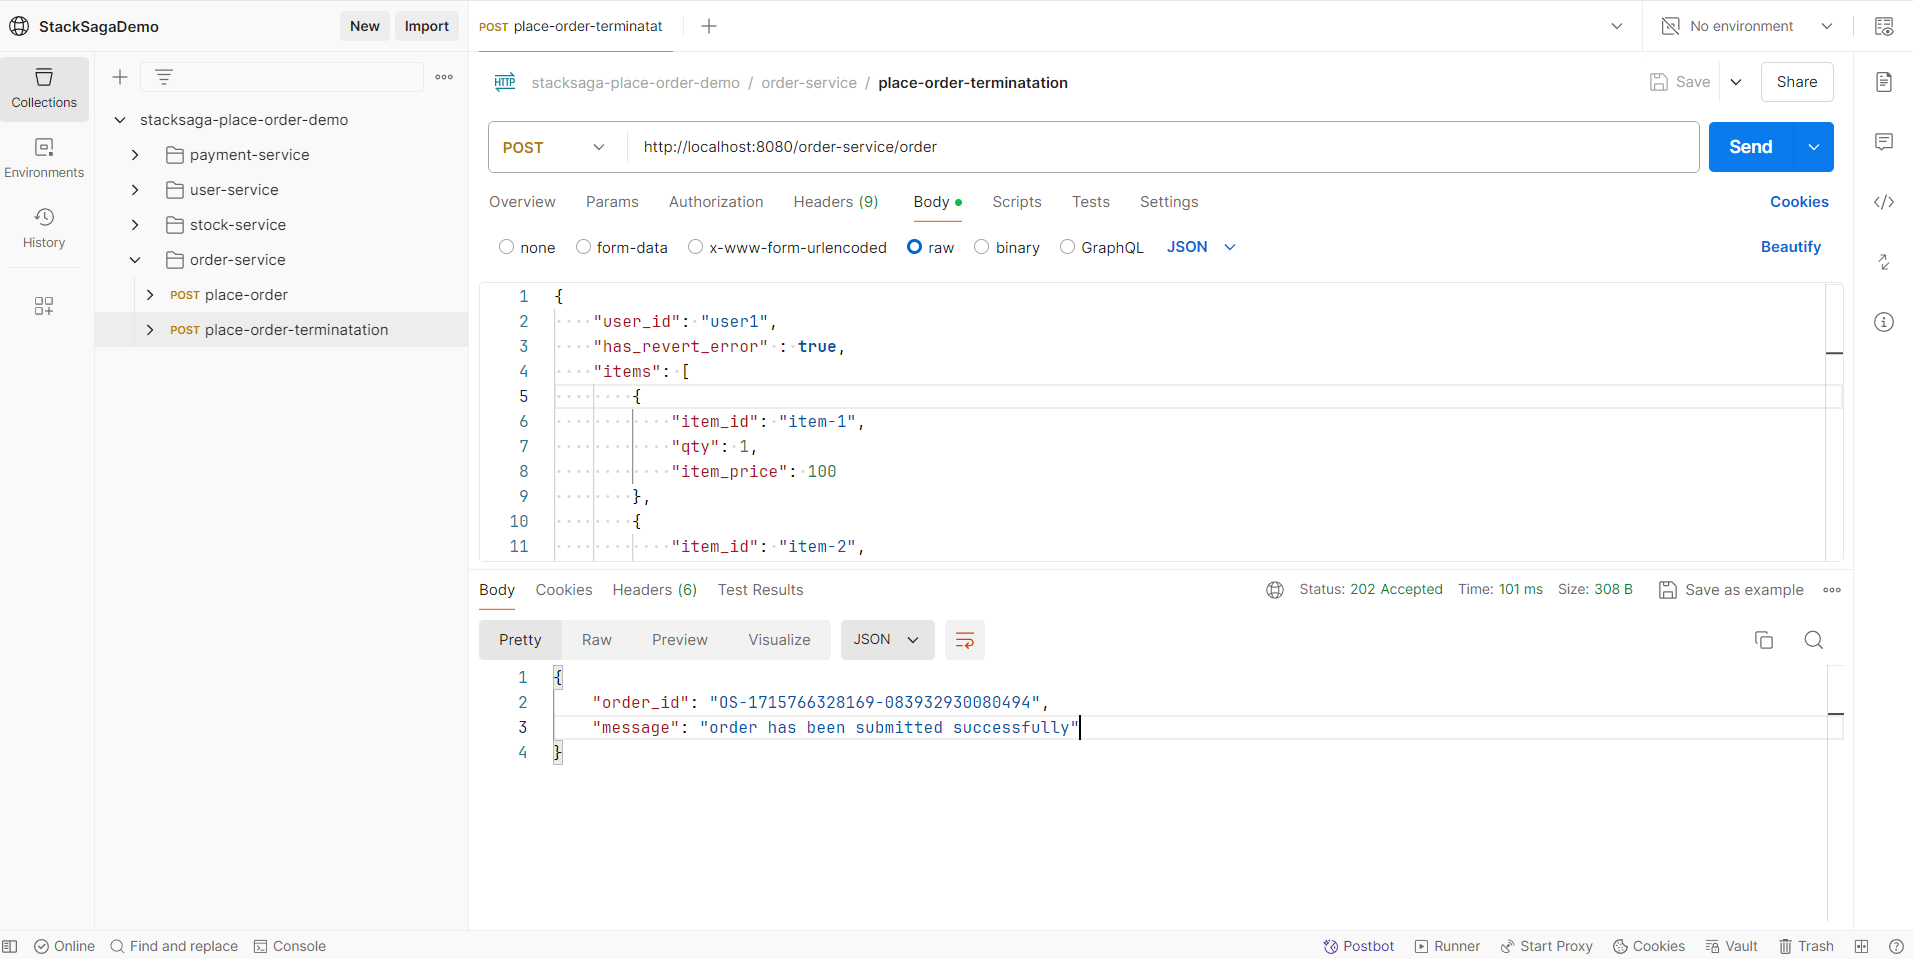 StackSagaDemo
New
Import
POST place-order-terminatat
No environment
Collections
Environments
History
stacksaga-place-order-demo
payment-service
user-service
stock-service
order-service
POST place-order
POST place-order-terminatation
HTTP stacksaga-place-order-demo / order-service / place-order-terminatation
Save
Share
POST
http://localhost:8080/order-service/order
Send
Overview Params Authorization Headers (9) Body Scripts Tests Settings
Cookies
none form-data x-www-form-urlencoded raw binary GraphQL JSON
Beautify
1 {
2 "user_id": "user1",
3 "has_revert_error" : true,
4 "items": [
5 {
6 "item_id": "item-1",
7 "qty": 1,
8 "item_price": 100
9 },
10 {
11 "item_id": "item-2",
Body Cookies Headers (6) Test Results
Status: 202 Accepted Time: 101 ms Size: 308 B
Save as example
Pretty Raw Preview Visualize JSON
1 {
2 "order_id": "OS-1715766328169-083932930080494",
3 "message": "order has been submitted successfully"
4 }
Online Find and replace Console
Postbot Runner Start Proxy Cookies Vault Trash